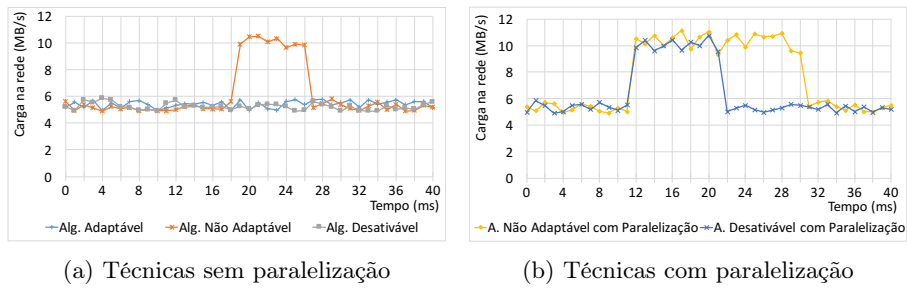 Carga na rede (MB/s)
12
10
8
6
4
2
0
0 4 8 12 16 20 24 28 32 36 40
Tempo (ms)
Alg. Adaptável Alg. Não Adaptável Alg. Desativável
(a) Técnicas sem paralelização
Carga na rede (MB/s)
12
10
8
6
4
2
0
0 4 8 12 16 20 24 28 32 36 40
Tempo (ms)
A. Não Adaptável com Paralelização A. Desativável com Paralelização
(b) Técnicas com paralelização